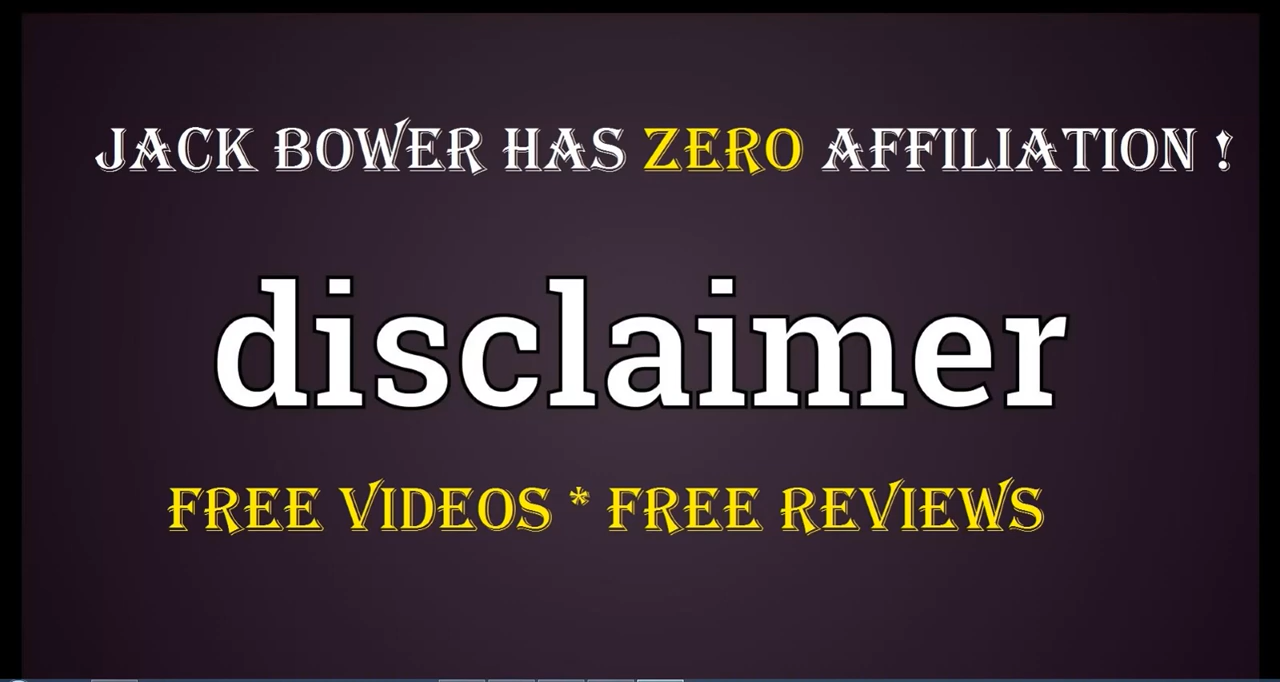 JACK BOWER HAS ZERO AFFILIATION !
disclaimer
FREE VIDEOS * FREE REVIEWS